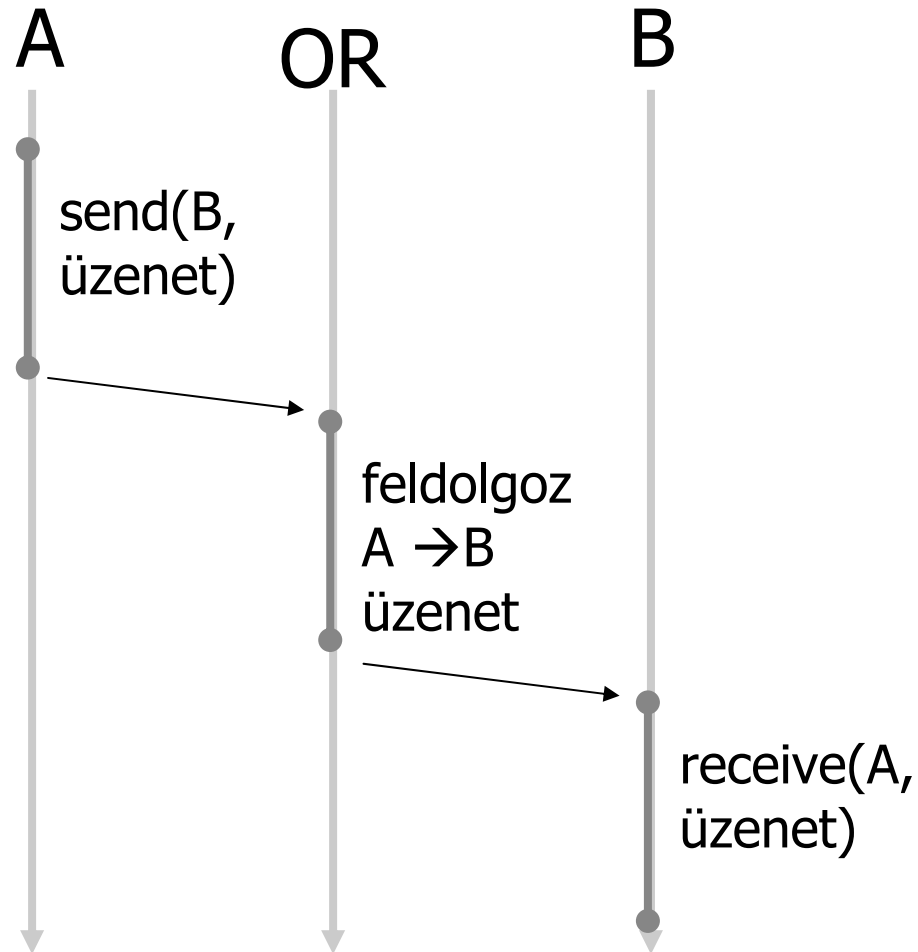 A
OR
B
send(B,
üzenet)
feldolgoz
A →B
üzenet
receive(A,
üzenet)